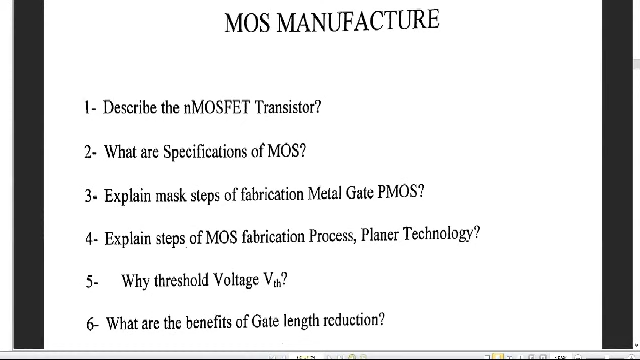 MOS MANUFACTURE
1- Describe the nMOSFET Transistor?
2- What are Specifications of MOS?
3- Explain mask steps of fabrication Metal Gate PMOS?
4- Explain steps of MOS fabrication Process, Planer Technology?
5- Why threshold Voltage Vth?
6- What are the benefits of Gate length reduction?